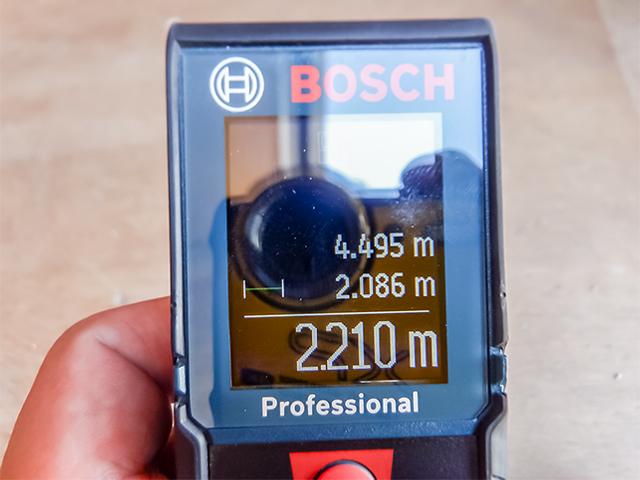 BOSCH
4.495 m
2.086 m
2.210 m
Professional